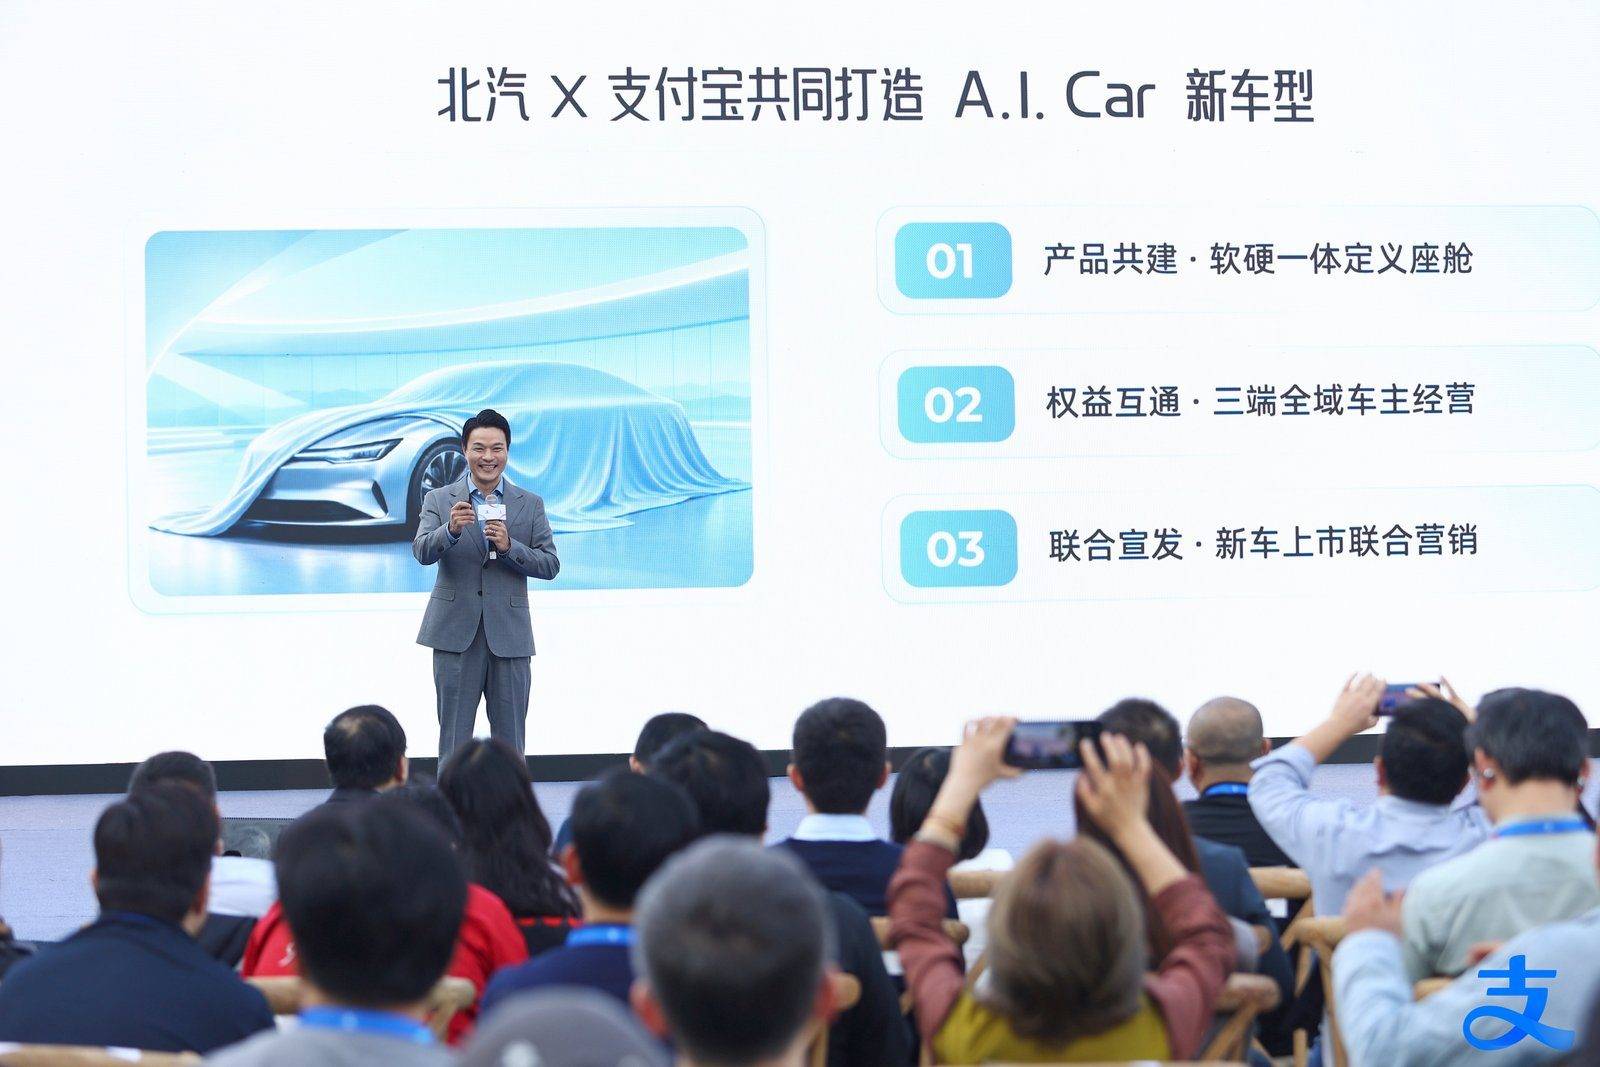 北汽 X 支付宝共同打造 A.I. Car 新车型
01 产品共建·软硬一体定义座舱
02 权益互通·三端全域车主经营
03 联合宣发·新车上市联合营销
支